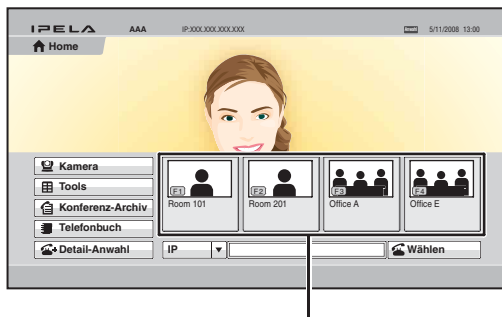 IPELA AAA IP:XXX.XXX.XXX.XXX 5/11/2008 13:00
Home
Kamera
Tools
Konferenz-Archiv
Telefonbuch
F1 F2 F3 F4
Room 101 Room 201 Office A Office E
Detail-Anwahl IP Wählen